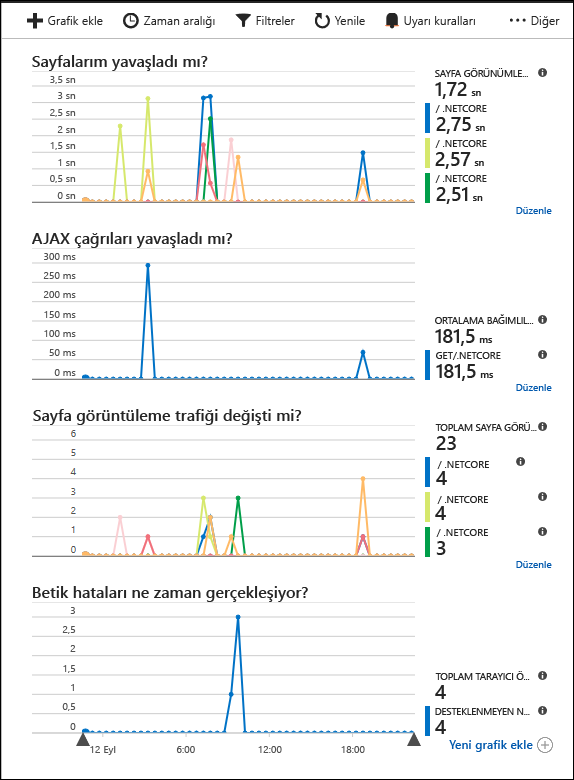 Grafik ekle Zaman aralığı Filtreler Yenile Uyarı kuralları ••• Diğer
Sayfalarım yavaşladı mı?
3,5 sn
3 sn
2,5 sn
2 sn
1,5 sn
1 sn
0,5 sn
0 sn
SAYFA GÖRÜNÜMLE...
1,72 sn
/ .NETCORE
2,75 sn
/ .NETCORE
2,57 sn
/ .NETCORE
2,51 sn
Düzenle
AJAX çağrıları yavaşladı mı?
300 ms
250 ms
200 ms
150 ms
100 ms
50 ms
0 ms
ORTALAMA BAĞIMLIL...
181,5 ms
GET/.NETCORE
181,5 ms
Düzenle
Sayfa görüntüleme trafiği değişti mi?
6
5
4
3
2
1
0
TOPLAM SAYFA GÖRÜ...
23
/ .NETCORE
4
/ .NETCORE
4
/ .NETCORE
3
Düzenle
Betik hataları ne zaman gerçekleşiyor?
3
2,5
2
1,5
1
0,5
0
12 Eyl 6:00 12:00 18:00
TOPLAM TARAYICI Ö...
4
DESTEKLENMEYEN N...
4
Yeni grafik ekle